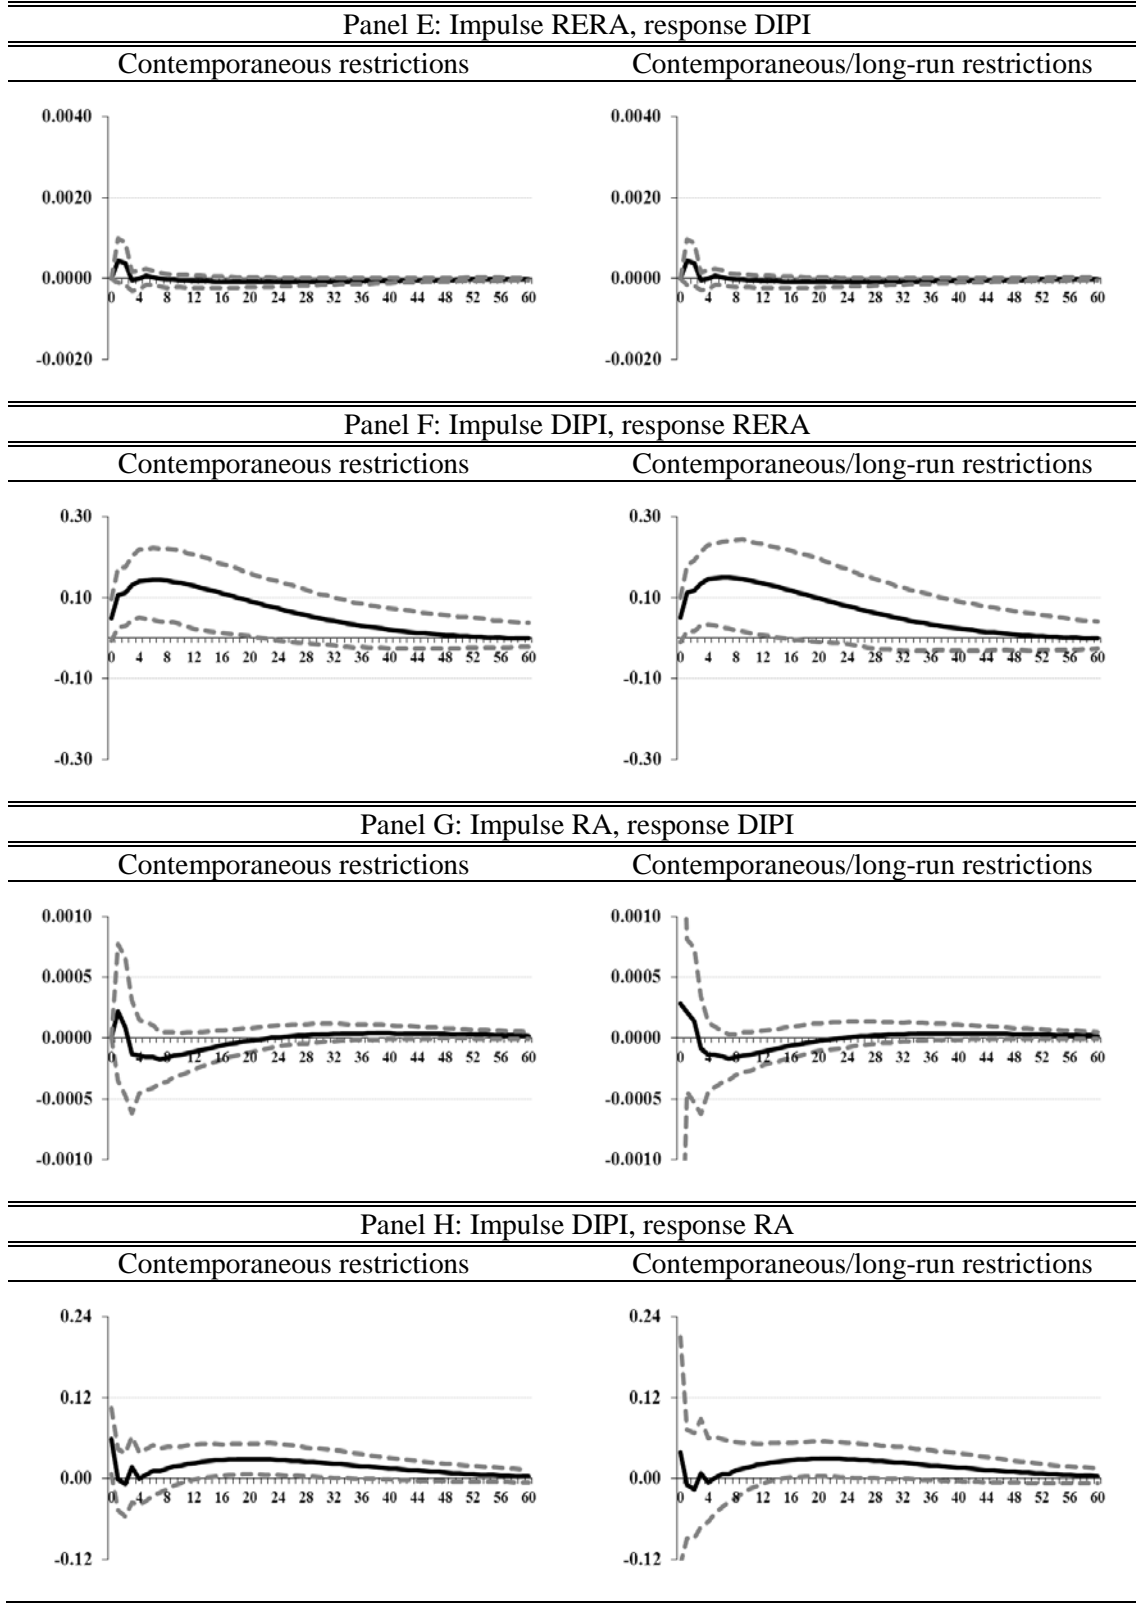 Panel E: Impulse RERA, response DIPI
Contemporaneous restrictions Contemporaneous/long-run restrictions
0.0040 0.0040
0.0020 0.0020
0.0000 0.0000
0 4 8 12 16 20 24 28 32 36 40 44 48 52 56 60 0 4 8 12 16 20 24 28 32 36 40 44 48 52 56 60
-0.0020 -0.0020
Panel F: Impulse DIPI, response RERA
Contemporaneous restrictions Contemporaneous/long-run restrictions
0.30 0.30
0.10 0.10
0 4 8 12 16 20 24 28 32 36 40 44 48 52 56 60 0 4 8 12 16 20 24 28 32 36 40 44 48 52 56 60
-0.10 -0.10
-0.30 -0.30
Panel G: Impulse RA, response DIPI
Contemporaneous restrictions Contemporaneous/long-run restrictions
0.0010 0.0010
0.0005 0.0005
0.0000 0.0000
0 4 8 12 16 20 24 28 32 36 40 44 48 52 56 60 0 4 8 12 16 20 24 28 32 36 40 44 48 52 56 60
-0.0005 -0.0005
-0.0010 -0.0010
Panel H: Impulse DIPI, response RA
Contemporaneous restrictions Contemporaneous/long-run restrictions
0.24 0.24
0.12 0.12
0.00 0.00
0 4 8 12 16 20 24 28 32 36 40 44 48 52 56 60 0 4 8 12 16 20 24 28 32 36 40 44 48 52 56 60
-0.12 -0.12